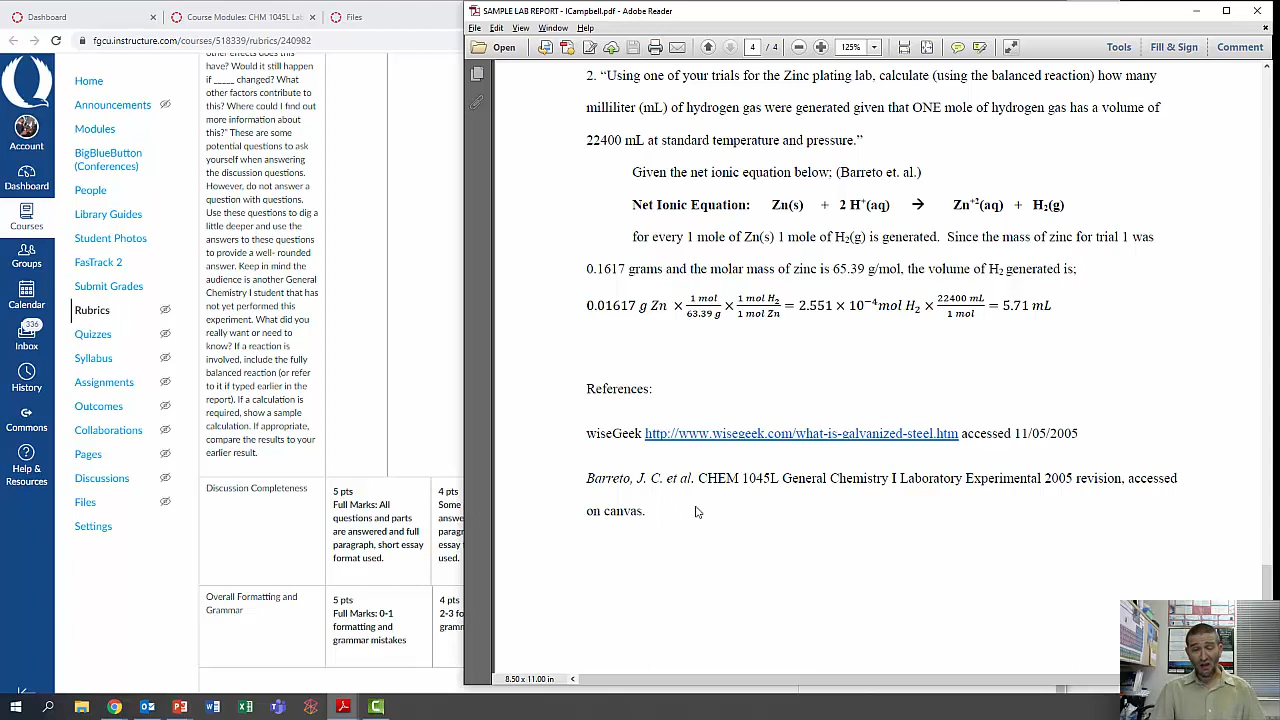 Dashboard
Course Modules: CHM 1045L Lal
Files
fgcu.instructure.com/courses/518339/rubrics/240982
Account
Dashboard
Courses
Groups
Calendar
336
Inbox
History
Commons
Help &
Resources
Home
Announcements
Modules
BigBlueButton
(Conferences)
People
Library Guides
Student Photos
FasTrack 2
Submit Grades
Rubrics
Quizzes
Syllabus
Assignments
Outcomes
Collaborations
Pages
Discussions
Files
Settings
other effects does this
have? Would it still happen
if _____ changed? What
other factors contribute to
this? Where could I find out
more information about
this?" These are some
potential questions to ask
yourself when answering
the discussion questions.
However, do not answer a
question with questions.
Use these questions to dig a
little deeper and use the
answers to these questions
to provide a well- rounded
answer. Keep in mind the
audience is another General
Chemistry I student that has
not yet performed this
experiment. What did you
really want or need to
know? If a reaction is
involved, include the fully
balanced reaction (or refer
to it if typed earlier in the
report). If a calculation is
required, show a sample
calculation. If appropriate,
compare the results to your
earlier result.
Discussion Completeness
5 pts
Full Marks: All
questions and parts
are answered and full
paragraph, short essay
format used.
4 pts
Some
answe
paragr
essay f
used.
Overall Formatting and
Grammar
5 pts
Full Marks: 0-1
formatting and
grammar mistakes
4 pts
2-3 fo
gramm
SAMPLE LAB REPORT - ICampbell.pdf - Adobe Reader
File Edit View Window Help
Open 4 / 4 125% Tools Fill & Sign Comment
2. “Using one of your trials for the Zinc plating lab, calculate (using the balanced reaction) how many
milliliter (mL) of hydrogen gas were generated given that ONE mole of hydrogen gas has a volume of
22400 mL at standard temperature and pressure.”
Given the net ionic equation below; (Barreto et. al.)
Net Ionic Equation: Zn(s) + 2 H⁺(aq) → Zn⁺²(aq) + H₂(g)
for every 1 mole of Zn(s) 1 mole of H₂(g) is generated. Since the mass of zinc for trial 1 was
0.1617 grams and the molar mass of zinc is 65.39 g/mol, the volume of H₂ generated is;
0.01617 g Zn × 1 mol / 63.39 g × 1 mol H₂ / 1 mol Zn = 2.551 × 10⁻⁴mol H₂ × 22400 mL / 1 mol = 5.71 mL
References:
wiseGeek http://www.wisegeek.com/what-is-galvanized-steel.htm accessed 11/05/2005
Barreto, J. C. et al. CHEM 1045L General Chemistry I Laboratory Experimental 2005 revision, accessed
on canvas.
8.50 x 11.00 in